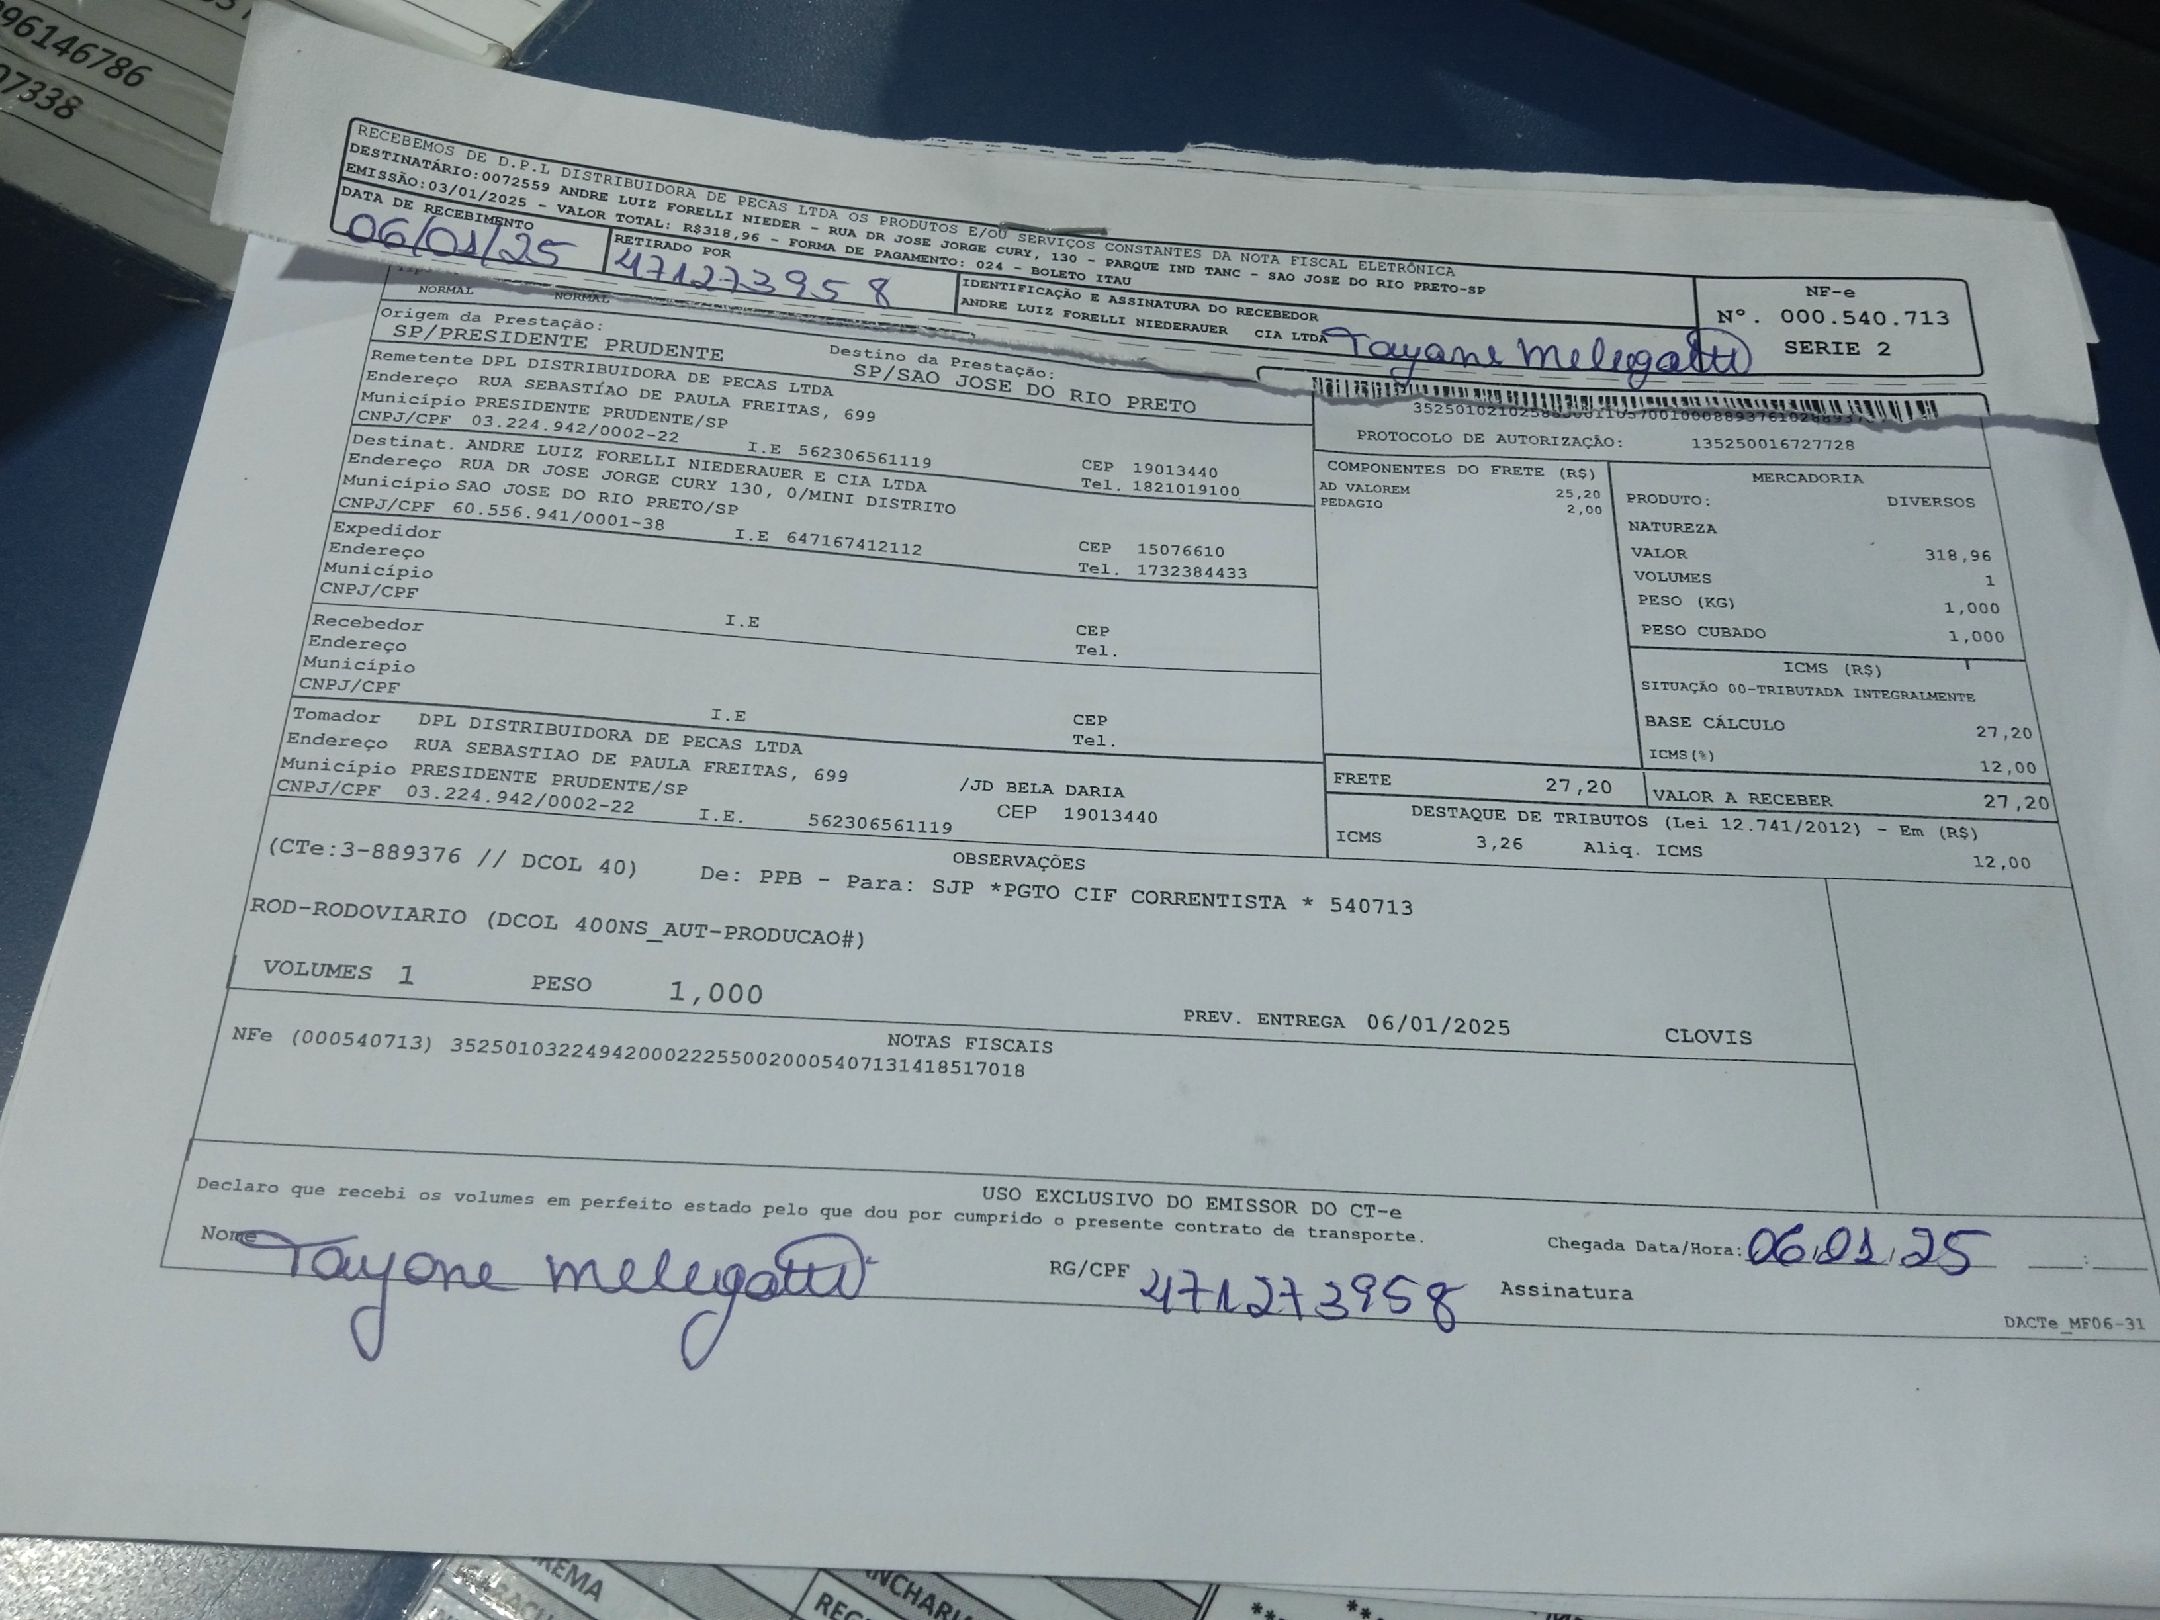 96146786
07338
RECEBEMOS DE D.P.L DISTRIBUIDORA DE PECAS LTDA OS PRODUTOS E/OU SERVIÇOS CONSTANTES DA NOTA FISCAL ELETRÔNICA
DESTINATÁRIO:0072559 ANDRE LUIZ FORELLI NIEDER - RUA DR JOSE JORGE CURY, 130 - PARQUE IND TANC - SAO JOSE DO RIO PRETO-SP
EMISSÃO:03/01/2025 - VALOR TOTAL: R$318,96 - FORMA DE PAGAMENTO: 024 - BOLETO ITAU
DATA DE RECEBIMENTO
06/01/25
RETIRADO POR
471273958
IDENTIFICAÇÃO E ASSINATURA DO RECEBEDOR
ANDRE LUIZ FORELLI NIEDERAUER CIA LTDA
Tayane Melegatti
NF-e
Nº. 000.540.713
SERIE 2
NORMAL NORMAL
Origem da Prestação:
SP/PRESIDENTE PRUDENTE
Destino da Prestação:
SP/SAO JOSE DO RIO PRETO
Remetente DPL DISTRIBUIDORA DE PECAS LTDA
Endereço RUA SEBASTIAO DE PAULA FREITAS, 699
Município PRESIDENTE PRUDENTE/SP CEP 19013440
CNPJ/CPF 03.224.942/0002-22 I.E 562306561119 Tel. 1821019100
Destinat. ANDRE LUIZ FORELLI NIEDERAUER E CIA LTDA
Endereço RUA DR JOSE JORGE CURY 130, 0/MINI DISTRITO
Município SAO JOSE DO RIO PRETO/SP CEP 15076610
CNPJ/CPF 60.556.941/0001-38 I.E 647167412112 Tel. 1732384433
Expedidor
Endereço
Município CEP
CNPJ/CPF I.E Tel.
Recebedor
Endereço
Município CEP
CNPJ/CPF I.E Tel.
Tomador DPL DISTRIBUIDORA DE PECAS LTDA
Endereço RUA SEBASTIAO DE PAULA FREITAS, 699 /JD BELA DARIA
Município PRESIDENTE PRUDENTE/SP CEP 19013440
CNPJ/CPF 03.224.942/0002-22 I.E. 562306561119
PROTOCOLO DE AUTORIZAÇÃO: 135250016727728
COMPONENTES DO FRETE (R$)
AD VALOREM 25,20
PEDAGIO 2,00
MERCADORIA
PRODUTO: DIVERSOS
NATUREZA
VALOR 318,96
VOLUMES 1
PESO (KG) 1,000
PESO CUBADO 1,000
ICMS (R$)
SITUAÇÃO 00-TRIBUTADA INTEGRALMENTE
BASE CÁLCULO 27,20
ICMS(%) 12,00
FRETE 27,20 VALOR A RECEBER 27,20
DESTAQUE DE TRIBUTOS (Lei 12.741/2012) - Em (R$)
ICMS 3,26 Aliq. ICMS 12,00
OBSERVAÇÕES
(CTe:3-889376 // DCOL 40) De: PPB - Para: SJP *PGTO CIF CORRENTISTA * 540713
ROD-RODOVIARIO (DCOL 400NS_AUT-PRODUCAO#)
VOLUMES 1 PESO 1,000 PREV. ENTREGA 06/01/2025 CLOVIS
NOTAS FISCAIS
NFe (000540713) 35250103224942000222550020005407131418517018
USO EXCLUSIVO DO EMISSOR DO CT-e
Declaro que recebi os volumes em perfeito estado pelo que dou por cumprido o presente contrato de transporte.
Nome Tayane Melegatti RG/CPF 471273958 Assinatura
Chegada Data/Hora: 06.01.25 __:__
DACTe_MF06-31